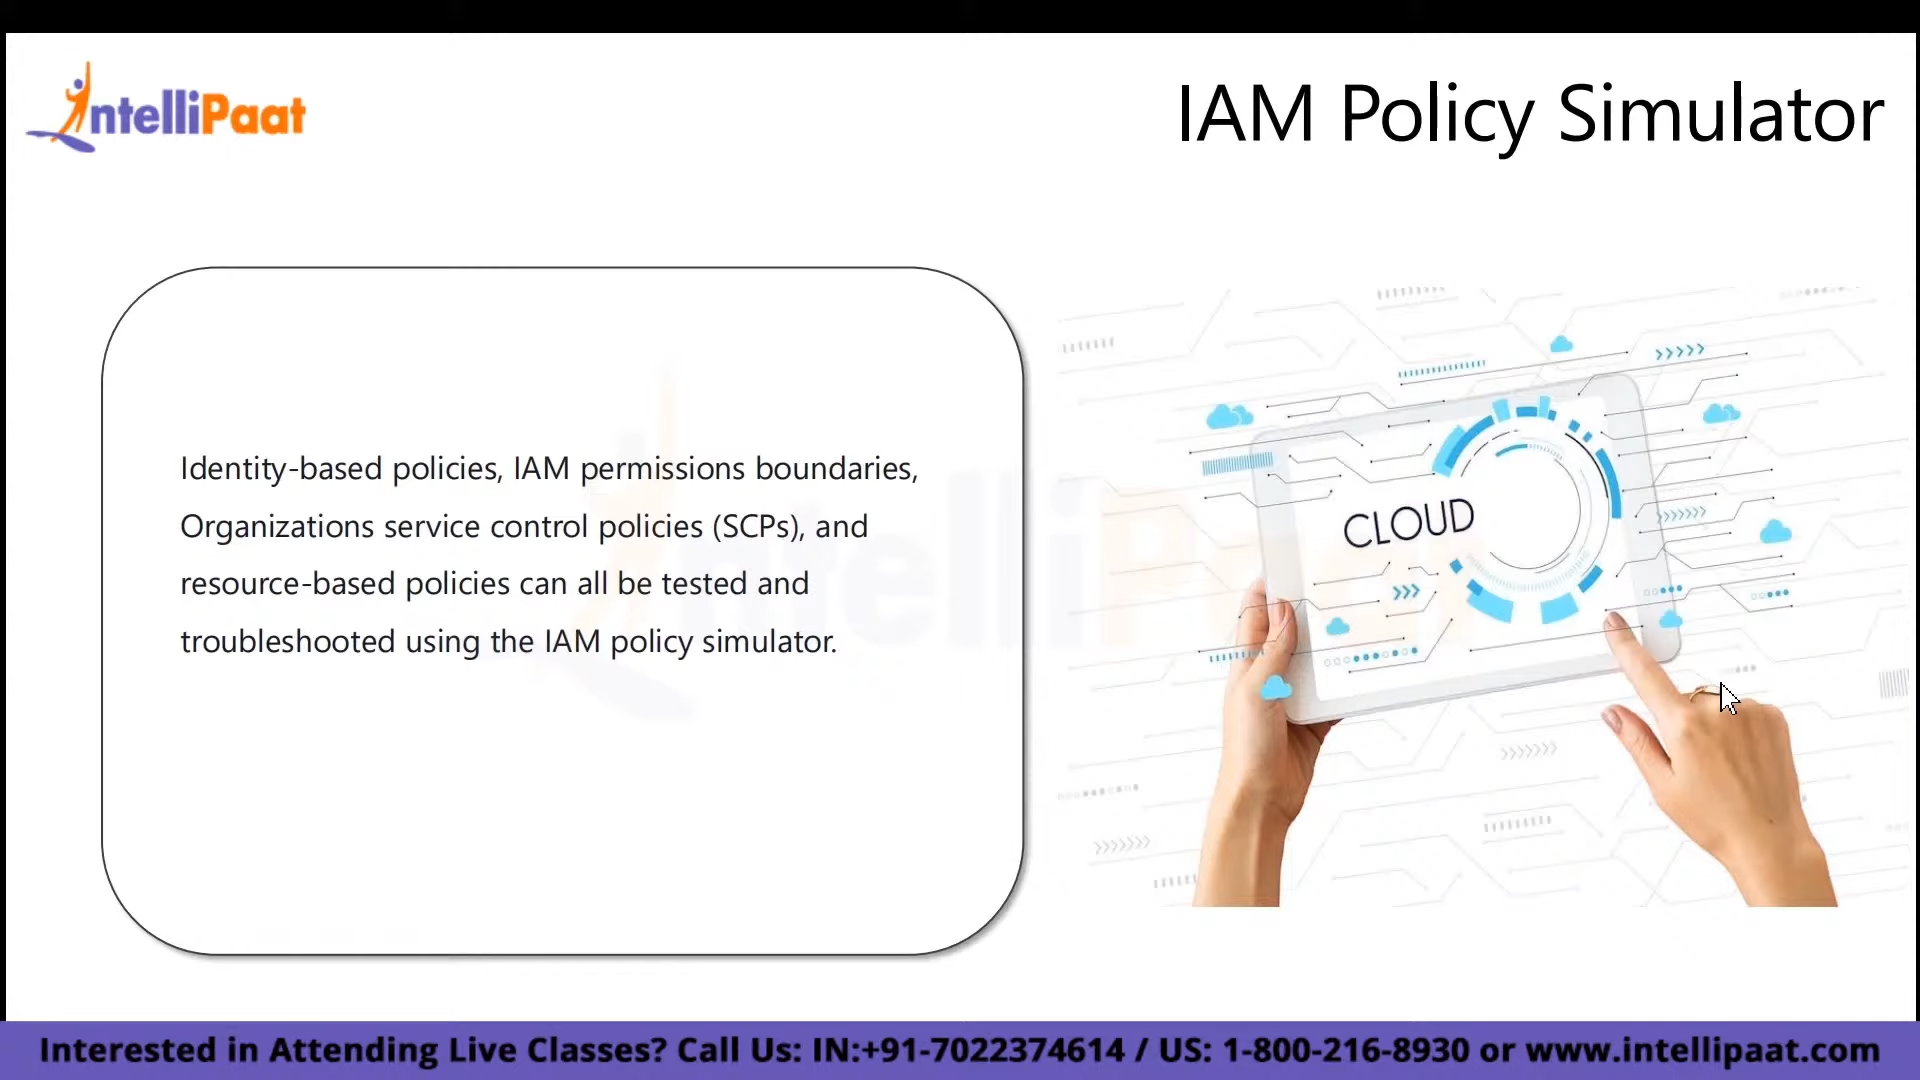 IntelliPaat
IAM Policy Simulator
Identity-based policies, IAM permissions boundaries,
Organizations service control policies (SCPs), and
resource-based policies can all be tested and
troubleshooted using the IAM policy simulator.
CLOUD
Interested in Attending Live Classes? Call Us: IN:+91-7022374614 / US: 1-800-216-8930 or www.intellipaat.com